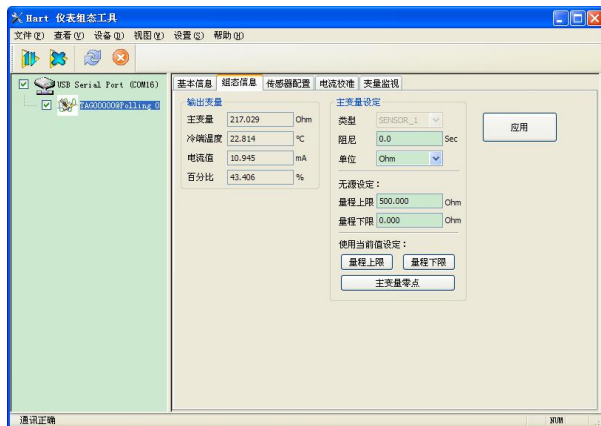 Hart 仪表组态工具
文件(F) 查看(V) 设备(D) 视图(W) 设置(S) 帮助(H)
USB Serial Port (COM16)
TAG00000@Polling 0
基本信息 组态信息 传感器配置 电流校准 变量监视
输出变量
主变量 217.029 Ohm
冷端温度 22.814 ℃
电流值 10.945 mA
百分比 43.406 %
主变量设定
类型 SENSOR_1
阻尼 0.0 Sec
单位 Ohm
无源设定：
量程上限 500.000 Ohm
量程下限 0.000 Ohm
使用当前值设定：
量程上限 量程下限
主变量零点
应用
通讯正确 NUM